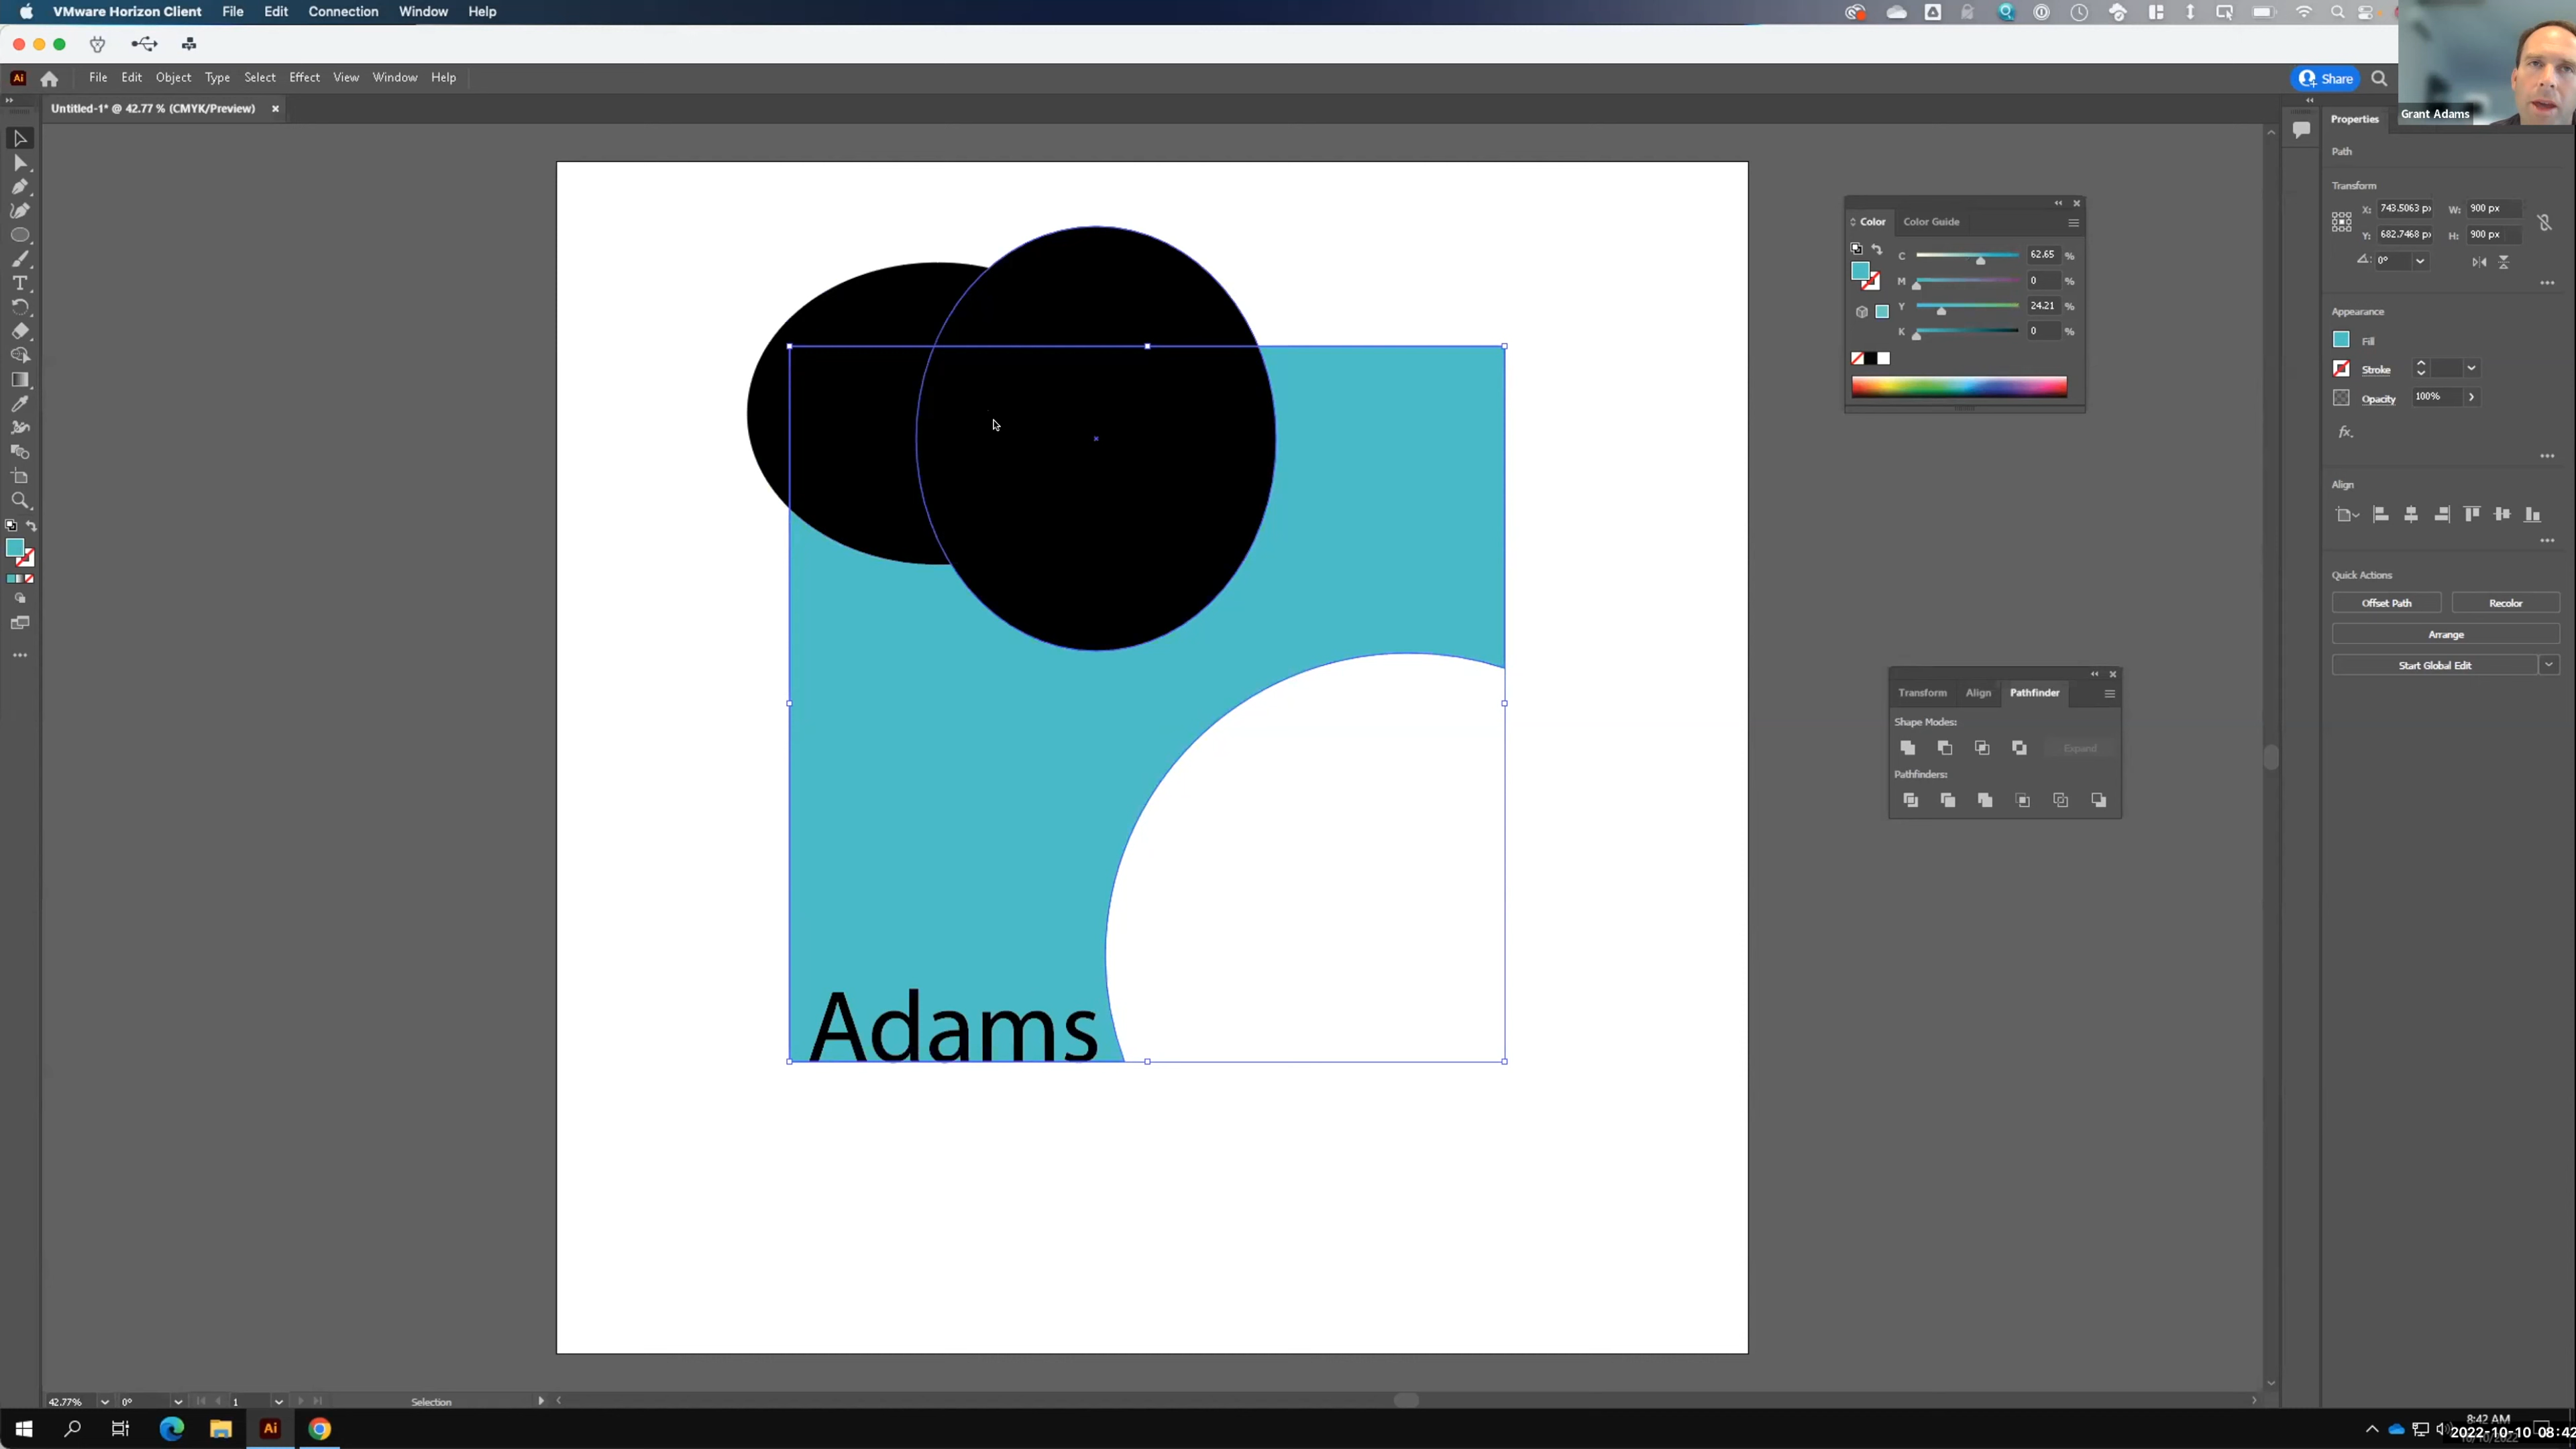 VMware Horizon Client File Edit Connection Window Help
Ai File Edit Object Type Select Effect View Window Help
Share
Grant Adams
Untitled-1* @ 42.77 % (CMYK/Preview)
Properties
Path
Transform
X: 743.5063 px W: 900 px
Y: 682.7468 px H: 900 px
0°
Appearance
Fill
Stroke
Opacity 100%
fx.
Align
Quick Actions
Offset Path Recolor
Arrange
Start Global Edit
Color Color Guide
C 62.65 %
M 0 %
Y 24.21 %
K 0 %
Transform Align Pathfinder
Shape Modes:
Expand
Pathfinders:
Adams
42.77% 0° 1 Selection
Ai
8:42 AM
2022-10-10 08:42